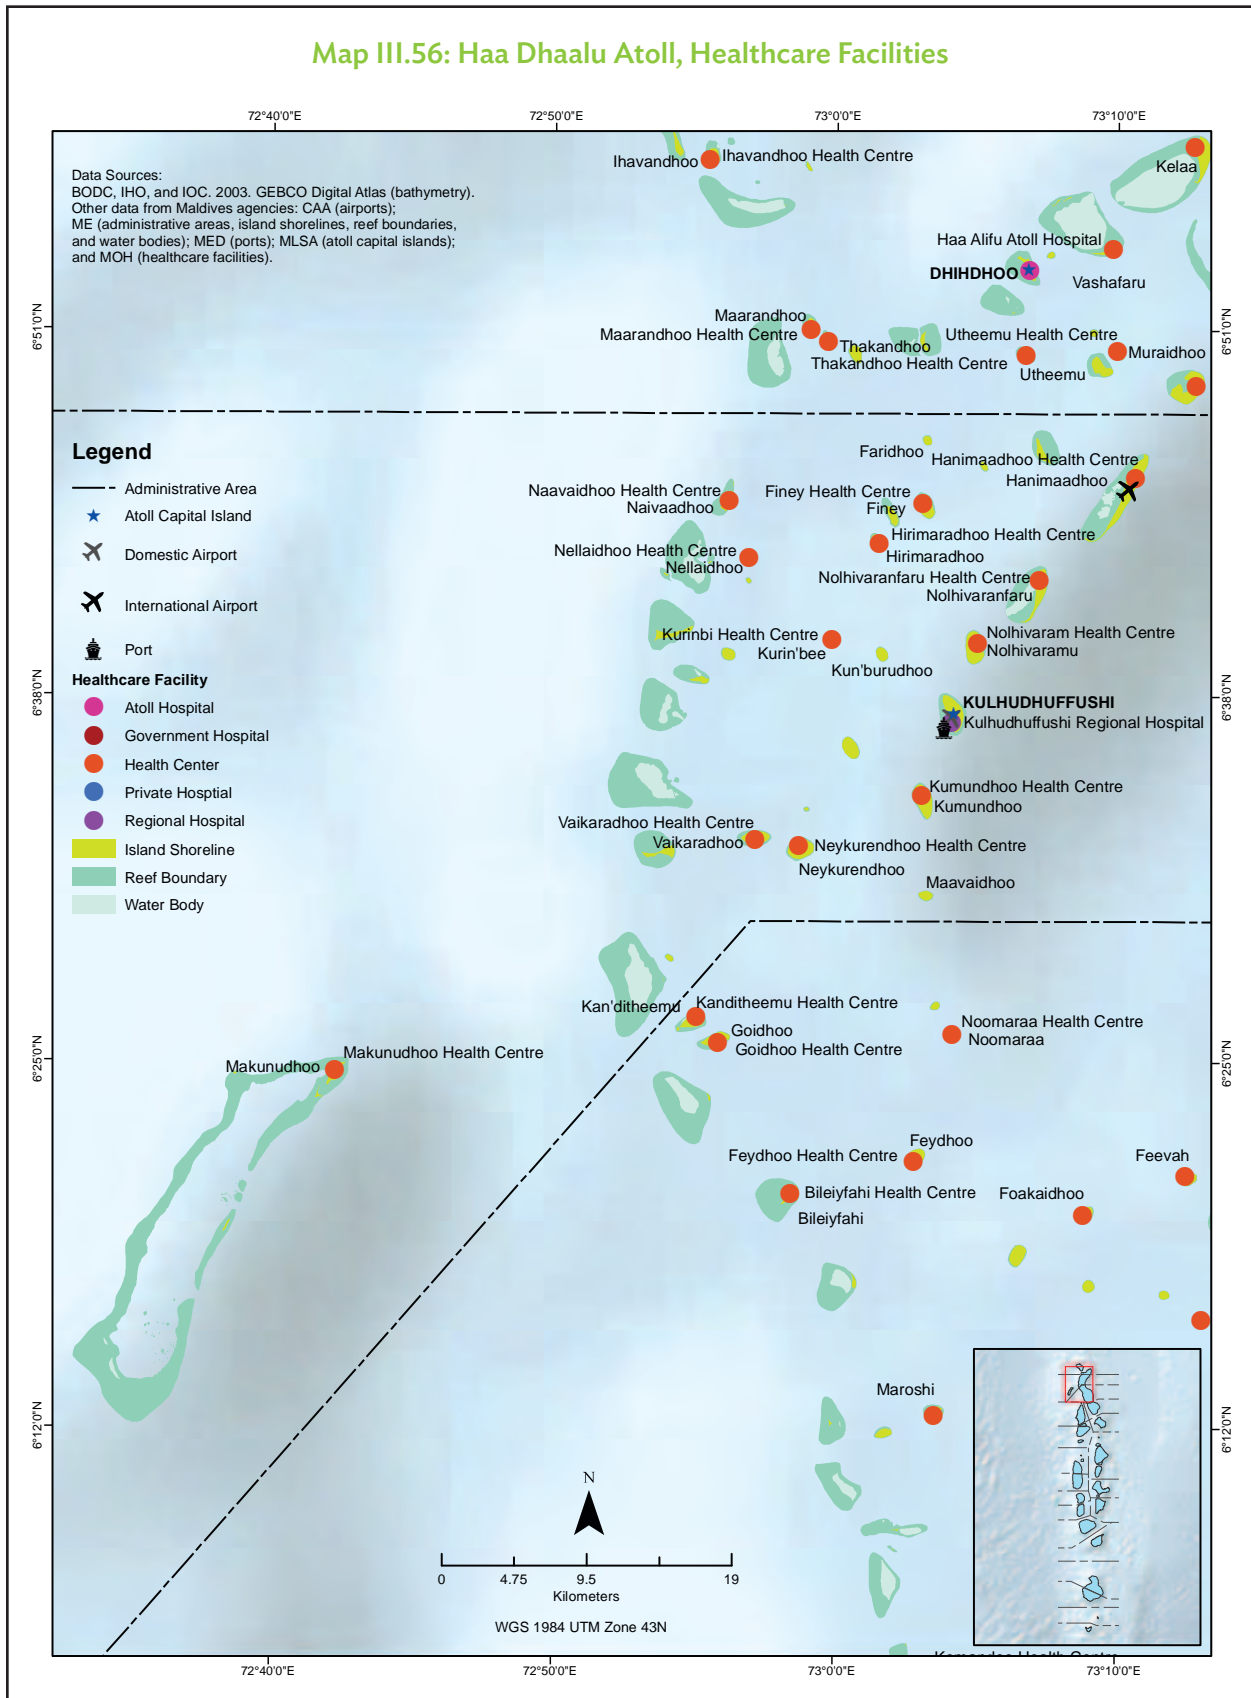 Map III.56: Haa Dhaalu Atoll, Healthcare Facilities
72°40'0"E
72°50'0"E
73°0'0"E
73°10'0"E
Data Sources:
BODC, IHO, and IOC. 2003. GEBCO Digital Atlas (bathymetry).
Other data from Maldives agencies: CAA (airports);
ME (administrative areas, island shorelines, reef boundaries,
and water bodies); MED (ports); MLSA (atoll capital islands);
and MOH (healthcare facilities).
Ihavandhoo
Ihavandhoo Health Centre
Kelaa
Haa Alifu Atoll Hospital
DHIHDHOO
Vashafaru
6°51'0"N
6°51'0"N
Maarandhoo
Maarandhoo Health Centre
Thakandhoo
Thakandhoo Health Centre
Utheemu Health Centre
Utheemu
Muraidhoo
Legend
Administrative Area
Atoll Capital Island
Domestic Airport
International Airport
Port
Healthcare Facility
Atoll Hospital
Government Hospital
Health Center
Private Hosptial
Regional Hospital
Island Shoreline
Reef Boundary
Water Body
Faridhoo
Hanimaadhoo Health Centre
Hanimaadhoo
Naavaidhoo Health Centre
Naivaadhoo
Finey Health Centre
Finey
Hirimaradhoo Health Centre
Hirimaradhoo
Nellaidhoo Health Centre
Nellaidhoo
Nolhivaranfaru Health Centre
Nolhivaranfaru
Kurinbi Health Centre
Kurin'bee
Nolhivaram Health Centre
Nolhivaramu
Kun'burudhoo
6°38'0"N
6°38'0"N
KULHUDHUFFUSHI
Kulhudhuffushi Regional Hospital
Kumundhoo Health Centre
Kumundhoo
Vaikaradhoo Health Centre
Vaikaradhoo
Neykurendhoo Health Centre
Neykurendhoo
Maavaidhoo
Kan'ditheemu
Kanditheemu Health Centre
Goidhoo
Goidhoo Health Centre
Noomaraa Health Centre
Noomaraa
6°25'0"N
6°25'0"N
Makunudhoo
Makunudhoo Health Centre
Feydhoo
Feydhoo Health Centre
Feevah
Bileiyfahi Health Centre
Bileiyfahi
Foakaidhoo
Maroshi
6°12'0"N
6°12'0"N
N
0
4.75
9.5
19
Kilometers
WGS 1984 UTM Zone 43N
72°40'0"E
72°50'0"E
73°0'0"E
73°10'0"E